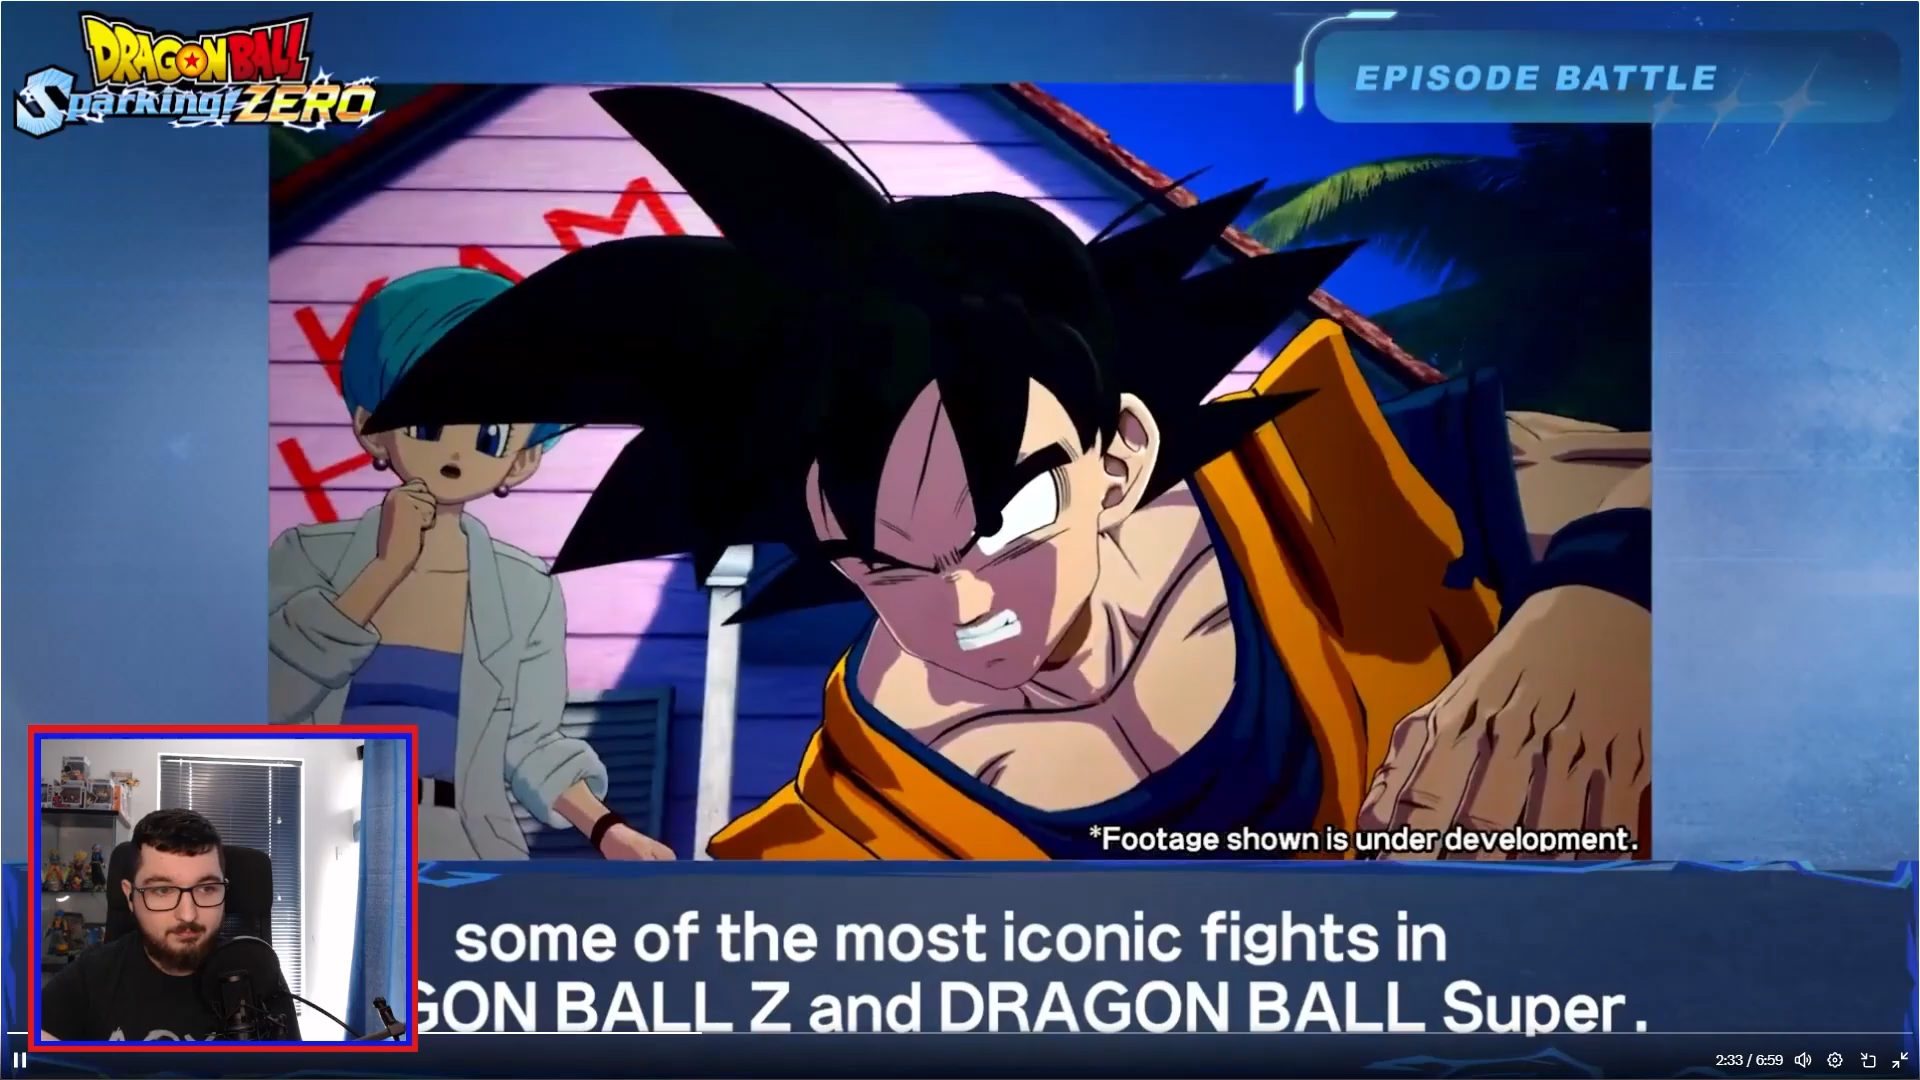 DRAGON BALL
Sparking! ZERO
EPISODE BATTLE
KAM
H
*Footage shown is under development.
some of the most iconic fights in
GON BALL Z and DRAGON BALL Super.
2:33 / 6:59